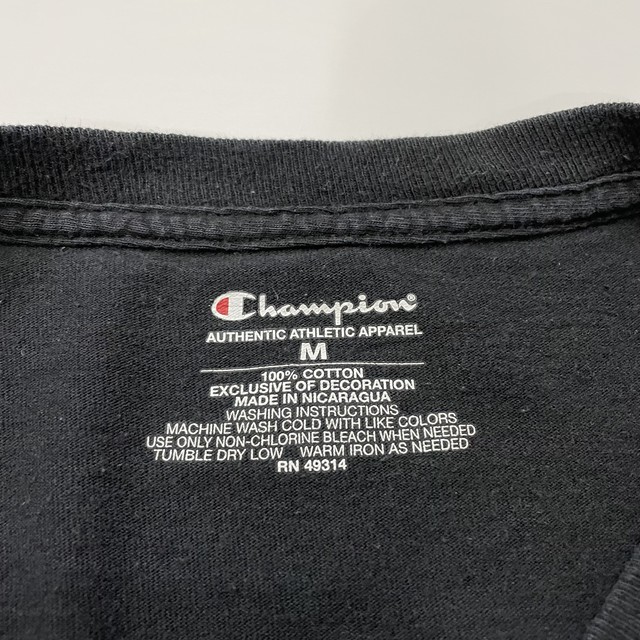 Champion®
AUTHENTIC ATHLETIC APPAREL
M
100% COTTON
EXCLUSIVE OF DECORATION
MADE IN NICARAGUA
WASHING INSTRUCTIONS
MACHINE WASH COLD WITH LIKE COLORS
USE ONLY NON-CHLORINE BLEACH WHEN NEEDED
TUMBLE DRY LOW WARM IRON AS NEEDED
RN 49314